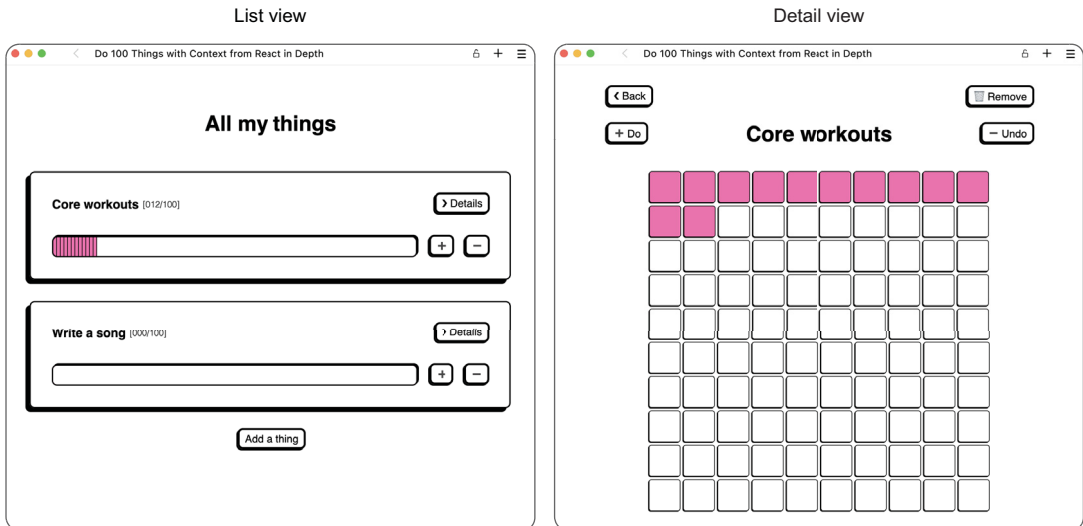 List view
Do 100 Things with Context from React in Depth
All my things
Core workouts [012/100]
Details
+ −
Write a song [000/100]
Details
+ −
Add a thing
Detail view
Do 100 Things with Context from React in Depth
Back
Remove
+ Do
Core workouts
− Undo